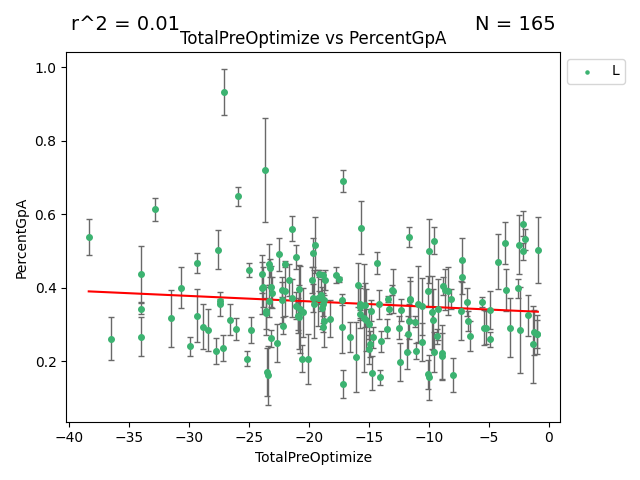 r^2 = 0.01
N = 165
TotalPreOptimize vs PercentGpA
L
1.0
0.8
0.6
0.4
0.2
PercentGpA
−40 −35 −30 −25 −20 −15 −10 −5 0
TotalPreOptimize